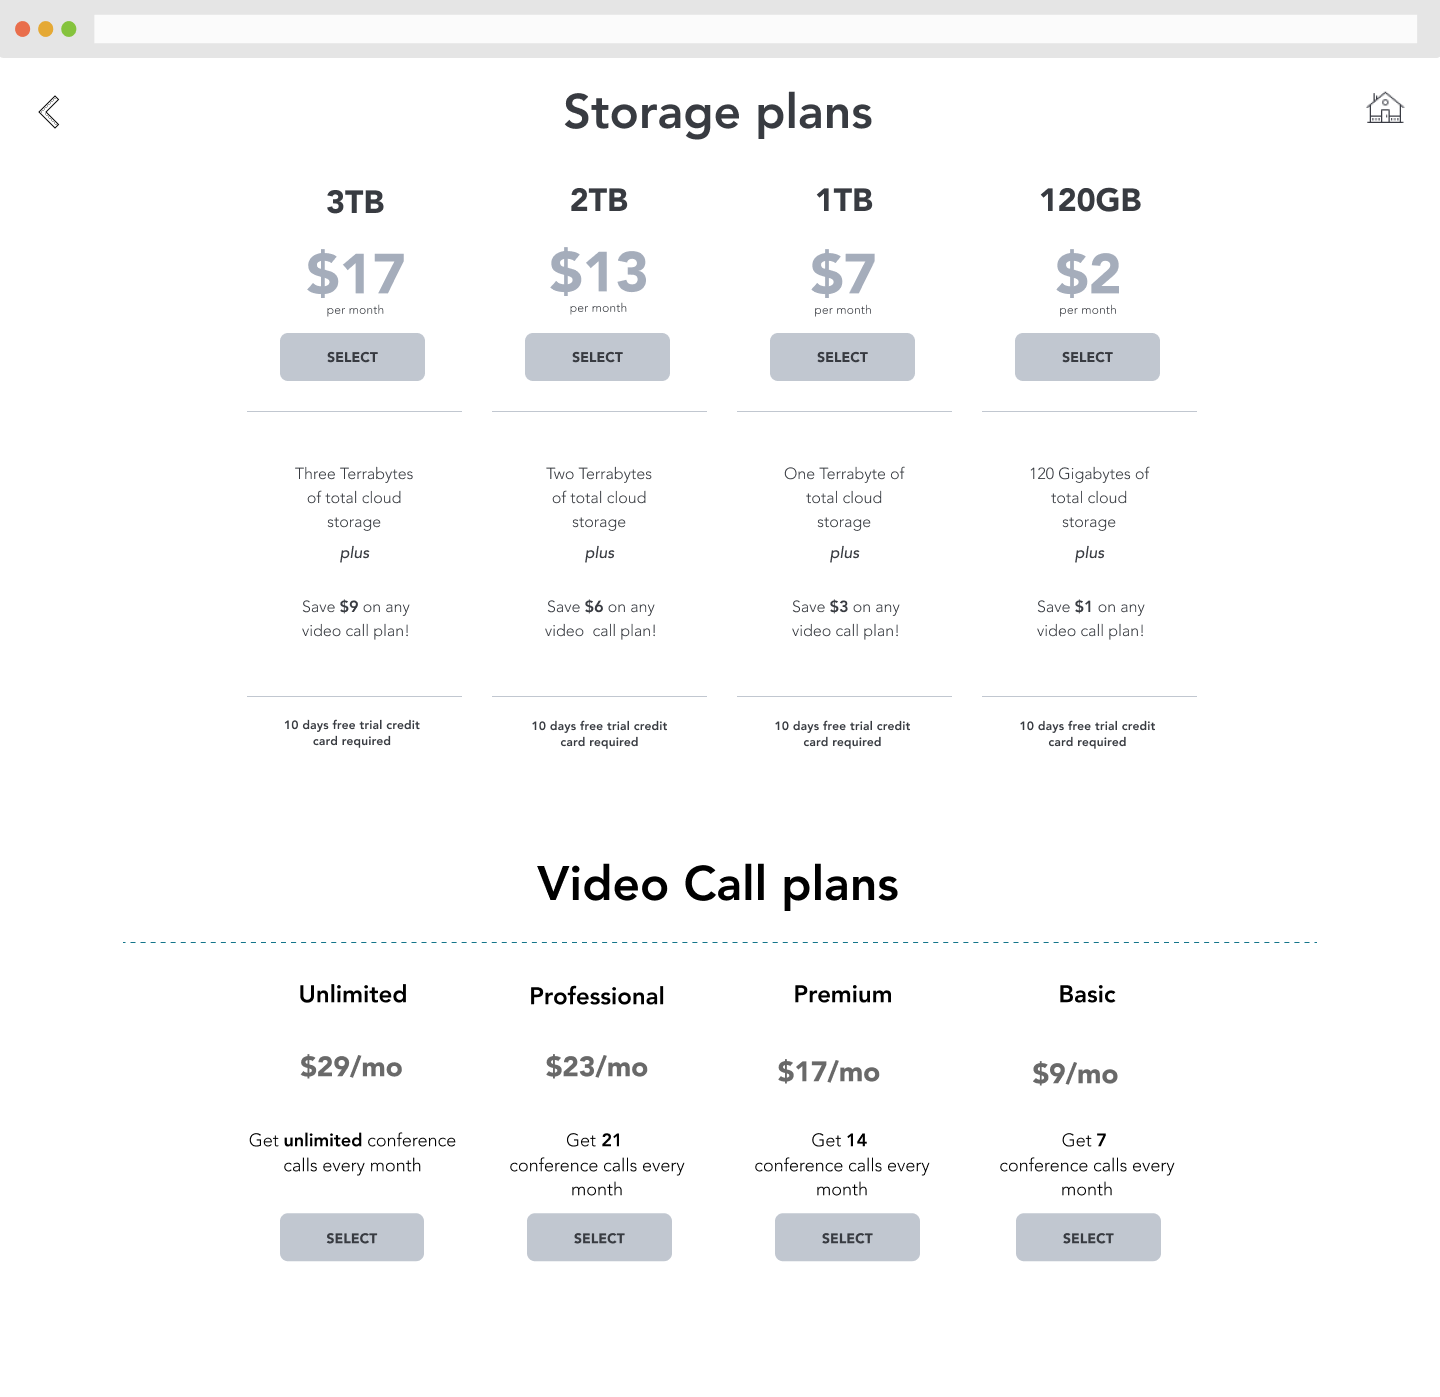 Storage plans
3TB
$17
per month
SELECT
Three Terrabytes
of total cloud
storage
plus
Save $9 on any
video call plan!
10 days free trial credit
card required
2TB
$13
per month
SELECT
Two Terrabytes
of total cloud
storage
plus
Save $6 on any
video  call plan!
10 days free trial credit
card required
1TB
$7
per month
SELECT
One Terrabyte of
total cloud
storage
plus
Save $3 on any
video call plan!
10 days free trial credit
card required
120GB
$2
per month
SELECT
120 Gigabytes of
total cloud
storage
plus
Save $1 on any
video call plan!
10 days free trial credit
card required
Video Call plans
Unlimited
$29/mo
Get unlimited conference
calls every month
SELECT
Professional
$23/mo
Get 21
conference calls every
month
SELECT
Premium
$17/mo
Get 14
conference calls every
month
SELECT
Basic
$9/mo
Get 7
conference calls every
month
SELECT